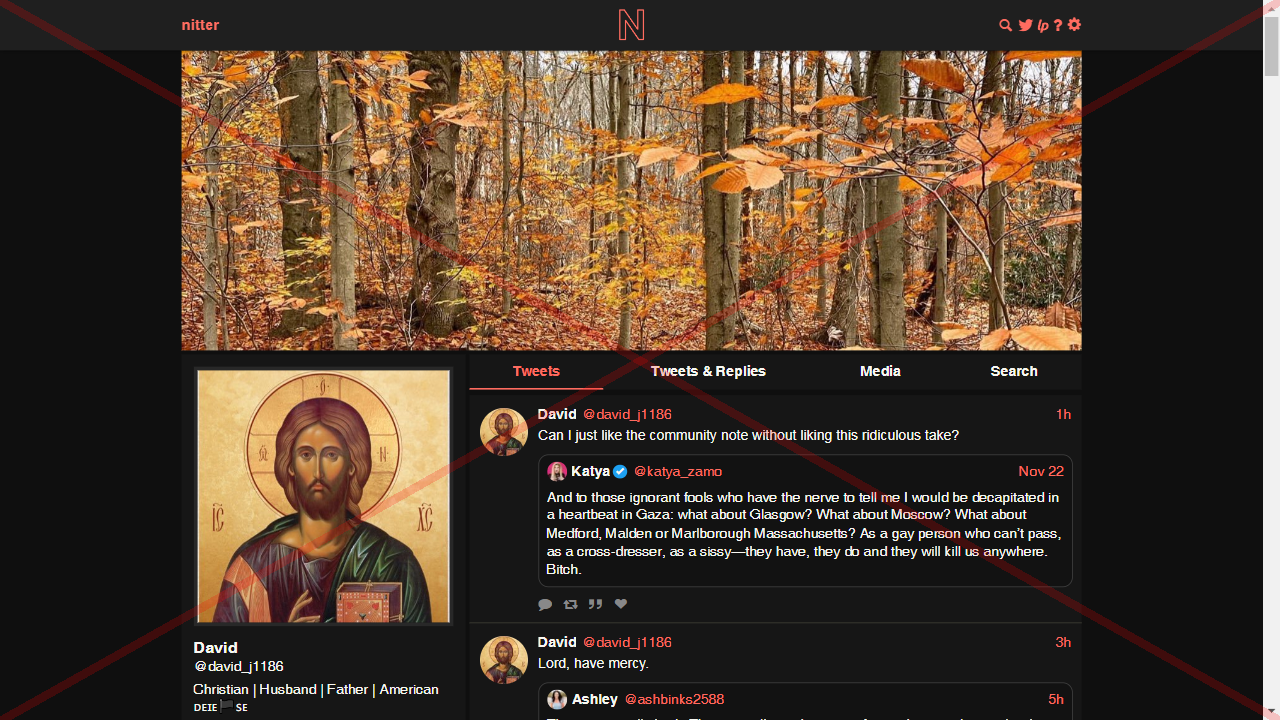 nitter
N
lp ?
Tweets Tweets & Replies Media Search
David @david_j1186 1h
Can I just like the community note without liking this ridiculous take?
Katya @katya_zamo Nov 22
And to those ignorant fools who have the nerve to tell me I would be decapitated in
a heartbeat in Gaza: what about Glasgow? What about Moscow? What about
Medford, Malden or Marlborough Massachusetts? As a gay person who can't pass,
as a cross-dresser, as a sissy—they have, they do and they will kill us anywhere.
Bitch.
David @david_j1186 3h
Lord, have mercy.
Ashley @ashbinks2588 5h
David
@david_j1186
Christian | Husband | Father | American
ᴅᴇɪᴇ🏴ꜱᴇ